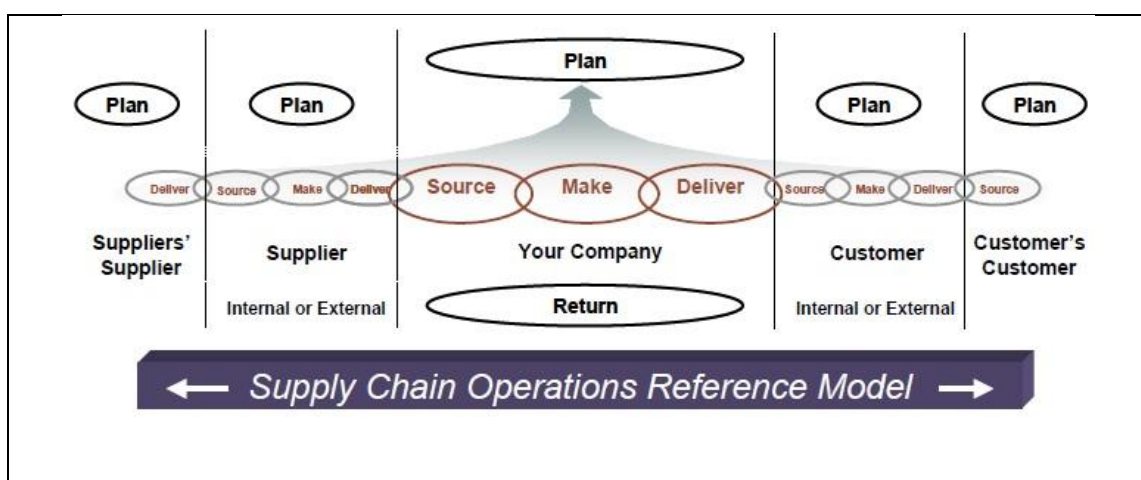 Plan
Plan Plan Plan Plan
Deliver Source Make Deliver Source Make Deliver Source Make Deliver Source
Suppliers’ Supplier Your Company Customer Customer’s
Supplier Customer
Internal or External Return Internal or External
Supply Chain Operations Reference Model